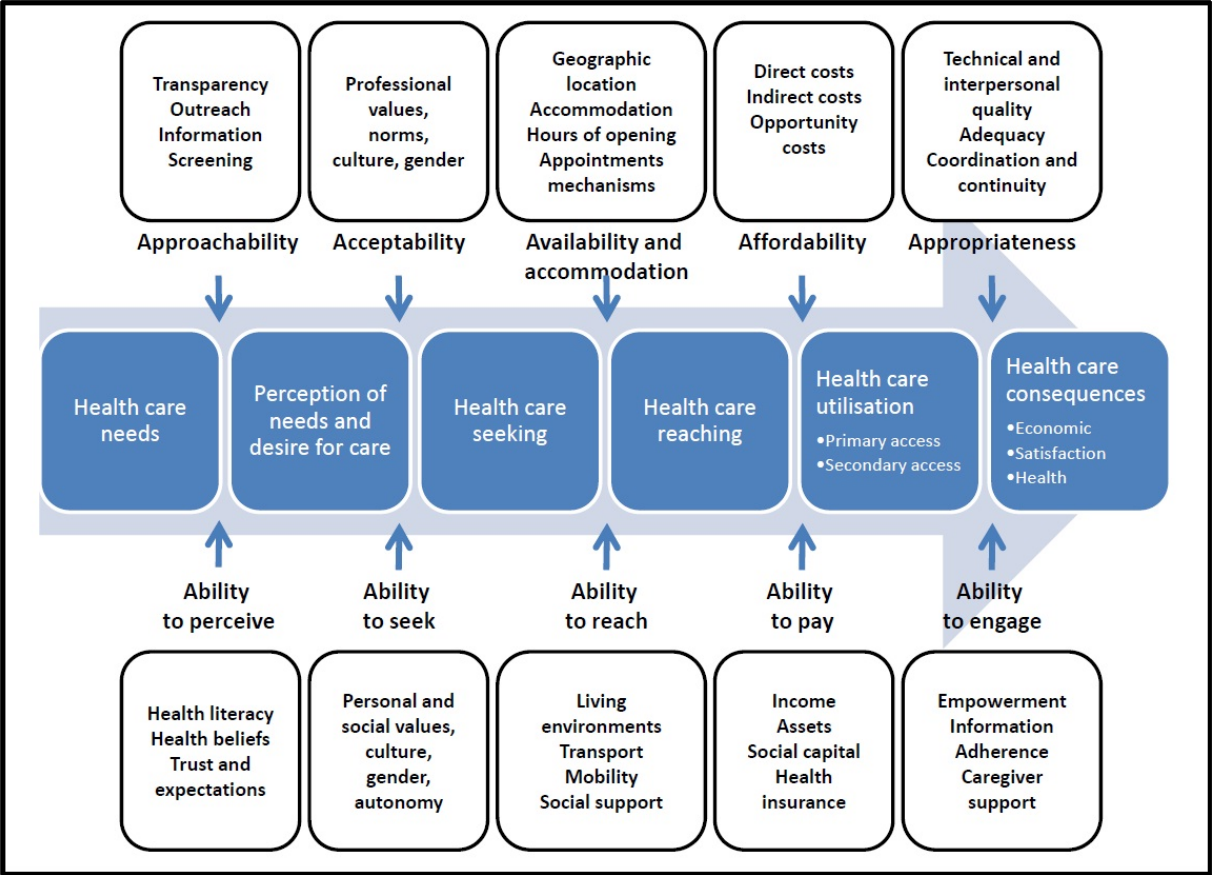 Transparency
Outreach
Information
Screening
Professional
values,
norms,
culture, gender
Geographic
location
Accommodation
Hours of opening
Appointments
mechanisms
Direct costs
Indirect costs
Opportunity
costs
Technical and
interpersonal
quality
Adequacy
Coordination and
continuity
Approachability
Acceptability
Availability and
accommodation
Affordability
Appropriateness
Health care
needs
Perception of
needs and
desire for care
Health care
seeking
Health care
reaching
Health care
utilisation
•Primary access
•Secondary access
Health care
consequences
•Economic
•Satisfaction
•Health
Ability
to perceive
Ability
to seek
Ability
to reach
Ability
to pay
Ability
to engage
Health literacy
Health beliefs
Trust and
expectations
Personal and
social values,
culture,
gender,
autonomy
Living
environments
Transport
Mobility
Social support
Income
Assets
Social capital
Health
insurance
Empowerment
Information
Adherence
Caregiver
support